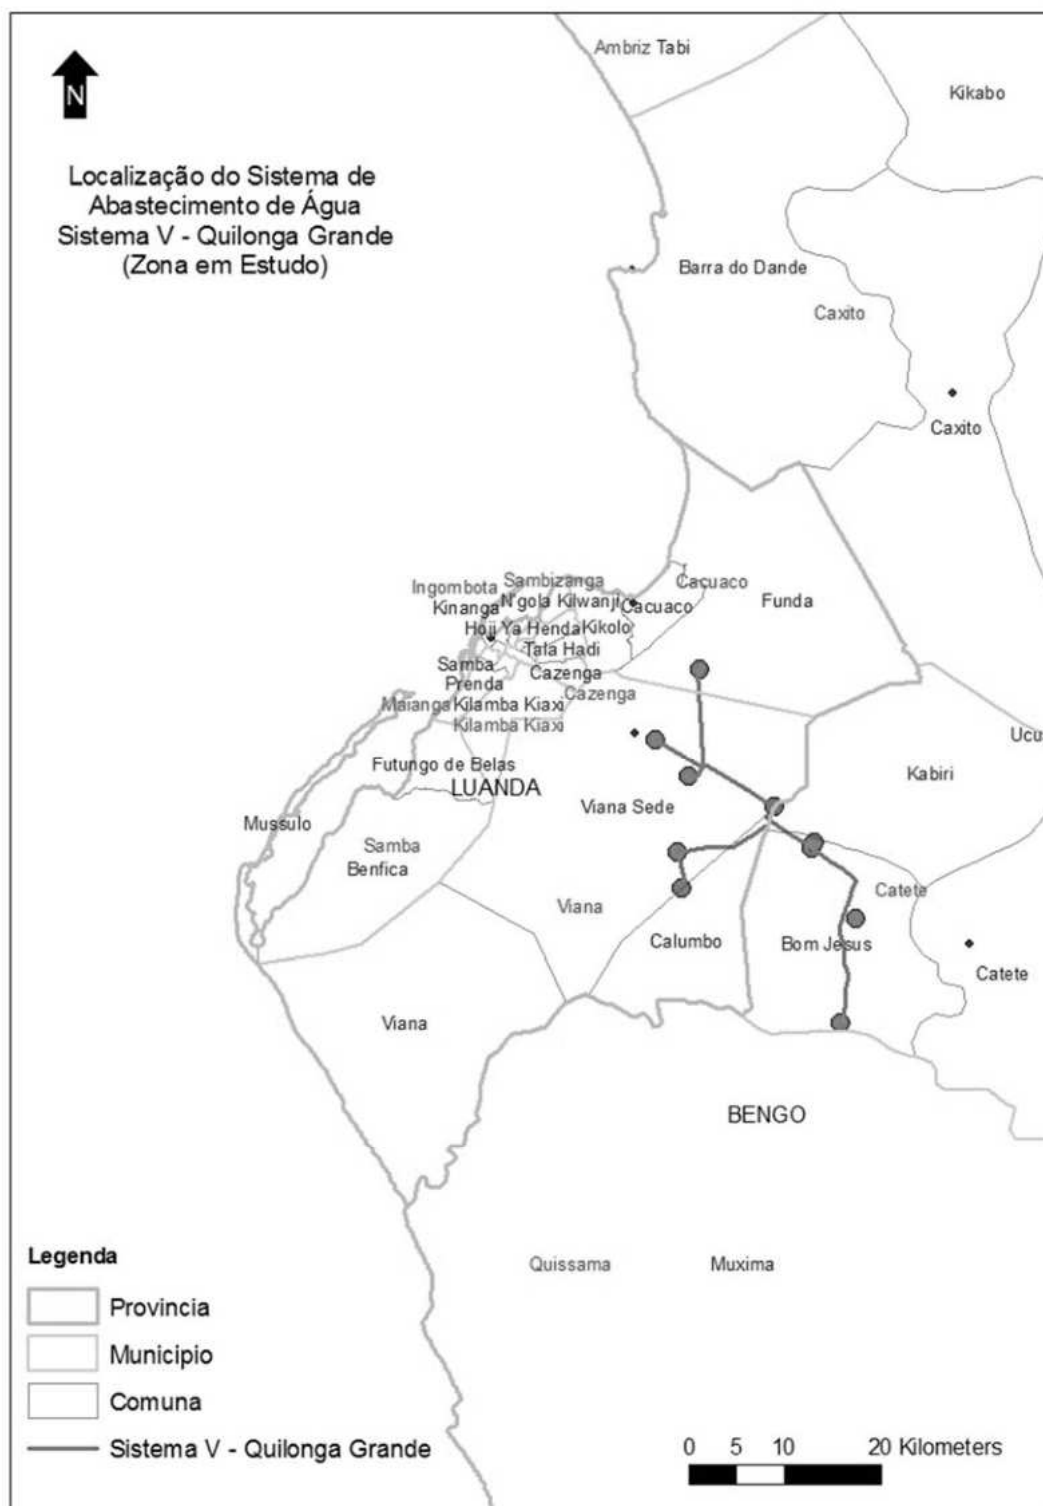 Ambriz Tabi
Kikabo
N
Localização do Sistema de
Abastecimento de Água
Sistema V - Quilonga Grande
(Zona em Estudo)
Barra do Dande
Caxito
Caxito
Ingombota
Sambizanga
Cacuaco
Kinanga
N'gola Kilwanji
Cacuaco
Funda
Hoji Ya Henda
Kikolo
Tala Hadi
Samba
Cazenga
Prenda
Cazenga
Maianga
Kilamba Kiaxi
Kilamba Kiaxi
Ucu
Futungo de Belas
Kabiri
LUANDA
Viana Sede
Mussulo
Samba
Benfica
Catete
Viana
Calumbo
Bom Jesus
Catete
Viana
BENGO
Quissama
Muxima
Legenda
Provincia
Municipio
Comuna
Sistema V - Quilonga Grande
0 5 10 20 Kilometers